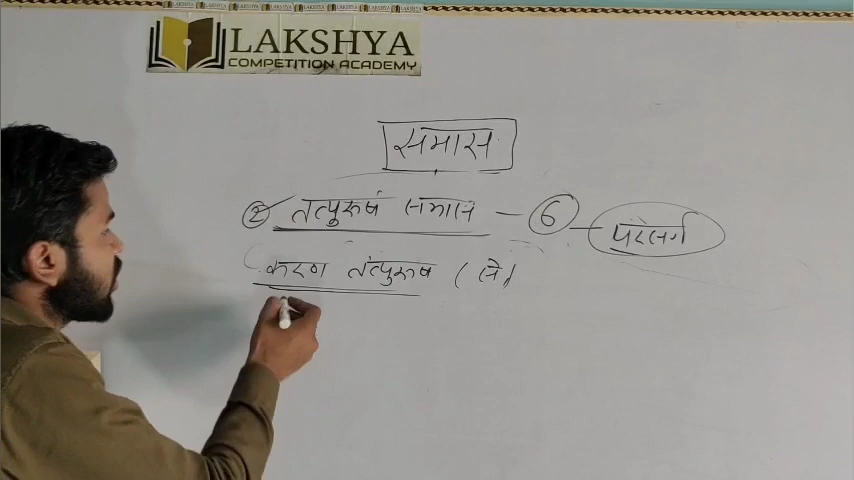 LAKSHYA
COMPETITION ACADEMY
समास
② तत्पुरुष समास – 6 – परसर्ग
करण तत्पुरुष (से)